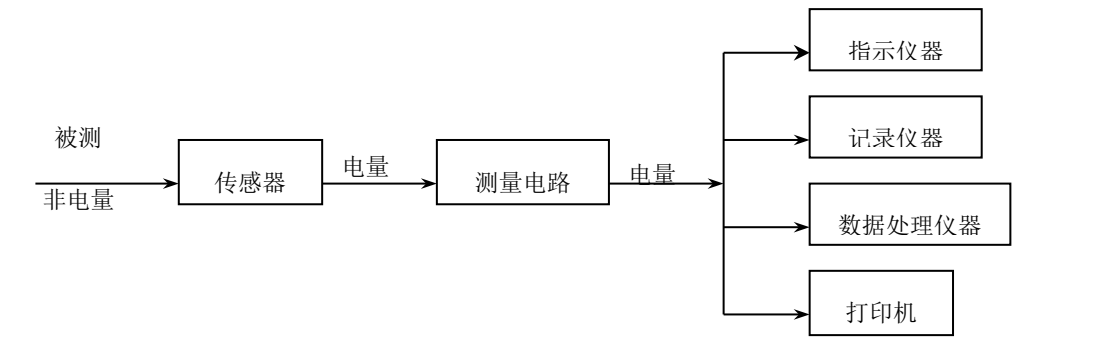 被测
非电量
传感器
电量
测量电路
电量
指示仪器
记录仪器
数据处理仪器
打印机